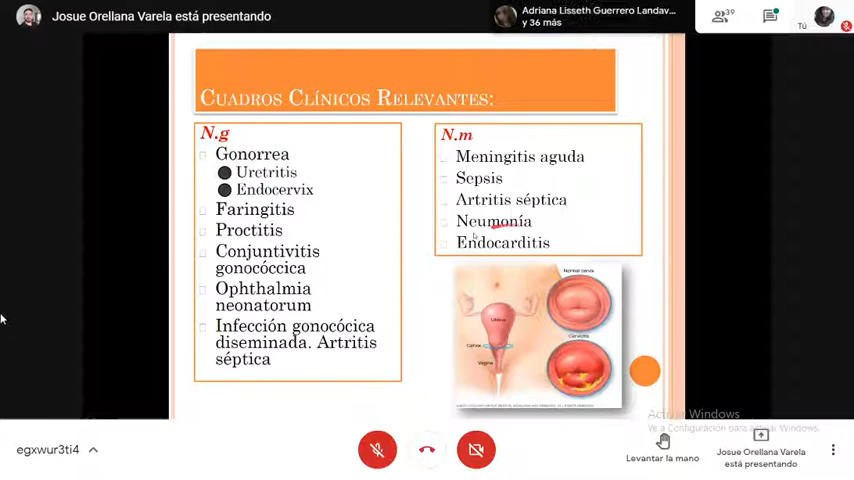 Josue Orellana Varela está presentando
Adriana Lisseth Guerrero Landav...
y 36 más
39
Tú
CUADROS CLÍNICOS RELEVANTES:
N.g
Gonorrea
Uretritis
Endocervix
Faringitis
Proctitis
Conjuntivitis
gonocóccica
Ophthalmia
neonatorum
Infección gonocócica
diseminada. Artritis
séptica
N.m
Meningitis aguda
Sepsis
Artritis séptica
Neumonía
Endocarditis
Normal cervix
Uterus
Cervicitis
Cervix
Vagina
Activar Windows
Ve a Configuración para activar Windows.
egxwur3ti4
Levantar la mano
Josue Orellana Varela
está presentando